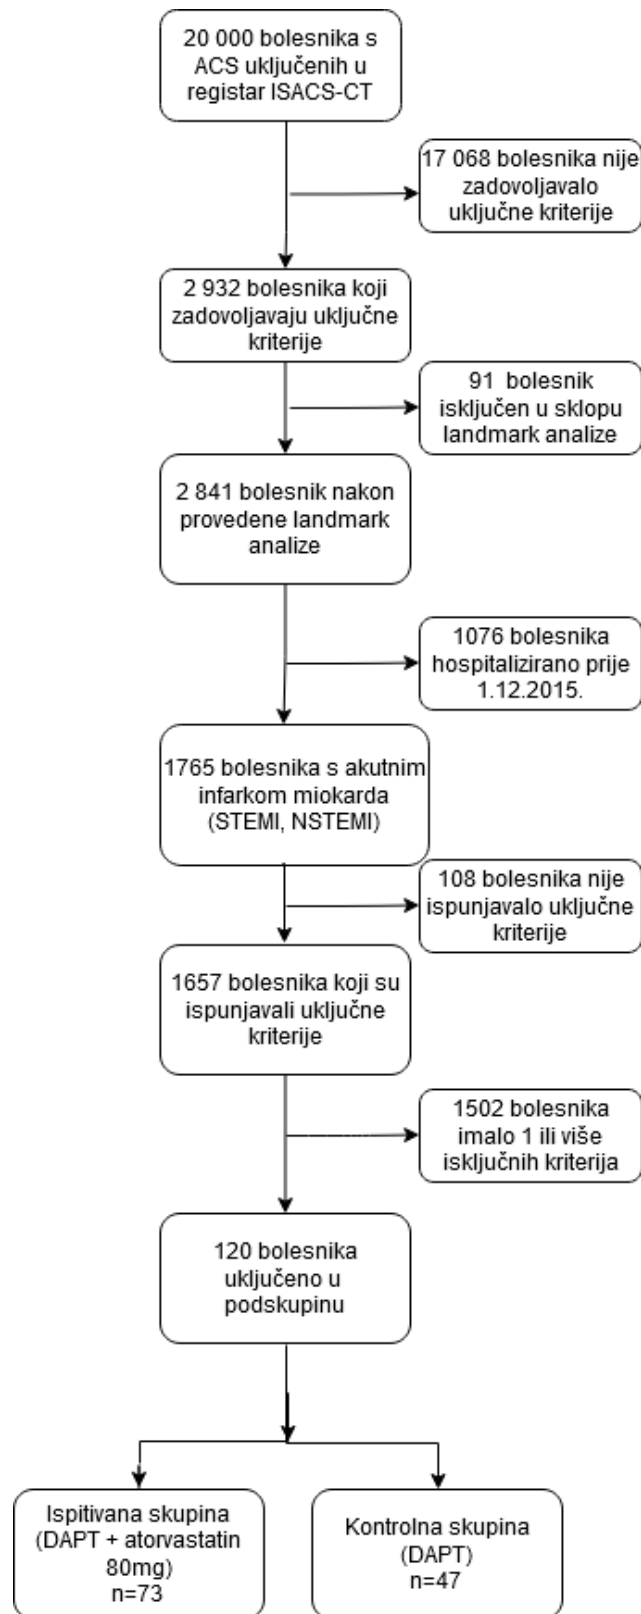 20 000 bolesnika s
ACS uključenih u
registar ISACS-CT
17 068 bolesnika nije
zadovoljavalo
uključne kriterije
2 932 bolesnika koji
zadovoljavaju uključne
kriterije
91 bolesnik
isključen u sklopu
landmark analize
2 841 bolesnik nakon
provedene landmark
analize
1076 bolesnika
hospitalizirano prije
1.12.2015.
1765 bolesnika s akutnim
infarkom miokarda
(STEMI, NSTEMI)
108 bolesnika nije
ispunjavalo uključne
kriterije
1657 bolesnika koji su
ispunjavali uključne
kriterije
1502 bolesnika
imalo 1 ili više
isključnih kriterija
120 bolesnika
uključeno u
podskupinu
Ispitivana skupina
(DAPT + atorvastatin
80mg)
n=73
Kontrolna skupina
(DAPT)
n=47